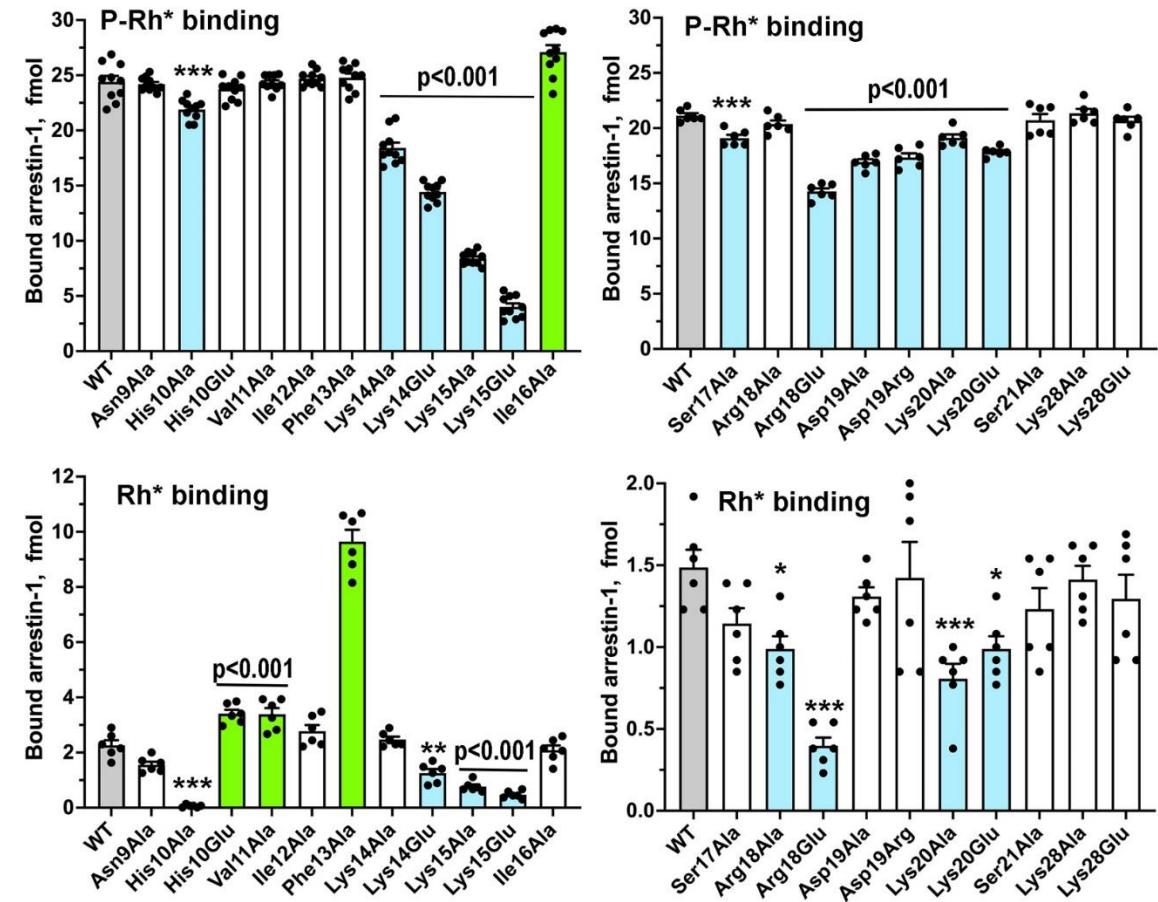 P-Rh* binding
Bound arrestin-1, fmol
30
25
20
15
10
5
0
***
p<0.001
WT
Asn9Ala
His10Ala
His10Glu
Val11Ala
Ile12Ala
Phe13Ala
Lys14Ala
Lys14Glu
Lys15Ala
Lys15Glu
Ile16Ala
P-Rh* binding
Bound arrestin-1, fmol
30
25
20
15
10
5
0
***
p<0.001
WT
Ser17Ala
Arg18Ala
Arg18Glu
Asp19Ala
Asp19Arg
Lys20Ala
Lys20Glu
Ser21Ala
Lys28Ala
Lys28Glu
Rh* binding
Bound arrestin-1, fmol
12
10
8
6
4
2
0
***
p<0.001
**
p<0.001
WT
Asn9Ala
His10Ala
His10Glu
Val11Ala
Ile12Ala
Phe13Ala
Lys14Ala
Lys14Glu
Lys15Ala
Lys15Glu
Ile16Ala
Rh* binding
Bound arrestin-1, fmol
2.0
1.5
1.0
0.5
0.0
*
***
***
*
WT
Ser17Ala
Arg18Ala
Arg18Glu
Asp19Ala
Asp19Arg
Lys20Ala
Lys20Glu
Ser21Ala
Lys28Ala
Lys28Glu